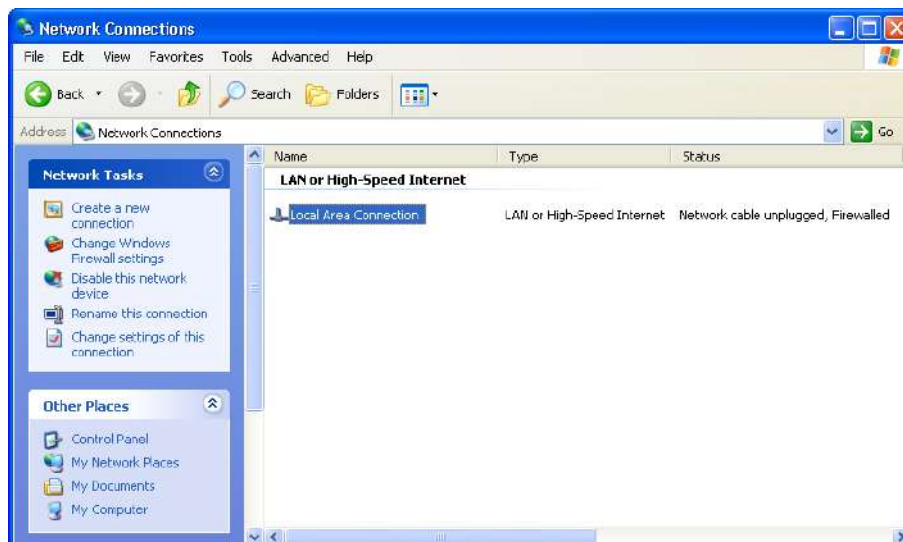 Network Connections
File Edit View Favorites Tools Advanced Help
Back Search Folders
Address Network Connections Go
Name Type Status
Network Tasks
LAN or High-Speed Internet
Create a new
connection
Local Area Connection LAN or High-Speed Internet Network cable unplugged, Firewalled
Change Windows
Firewall settings
Disable this network
device
Rename this connection
Change settings of this
connection
Other Places
Control Panel
My Network Places
My Documents
My Computer